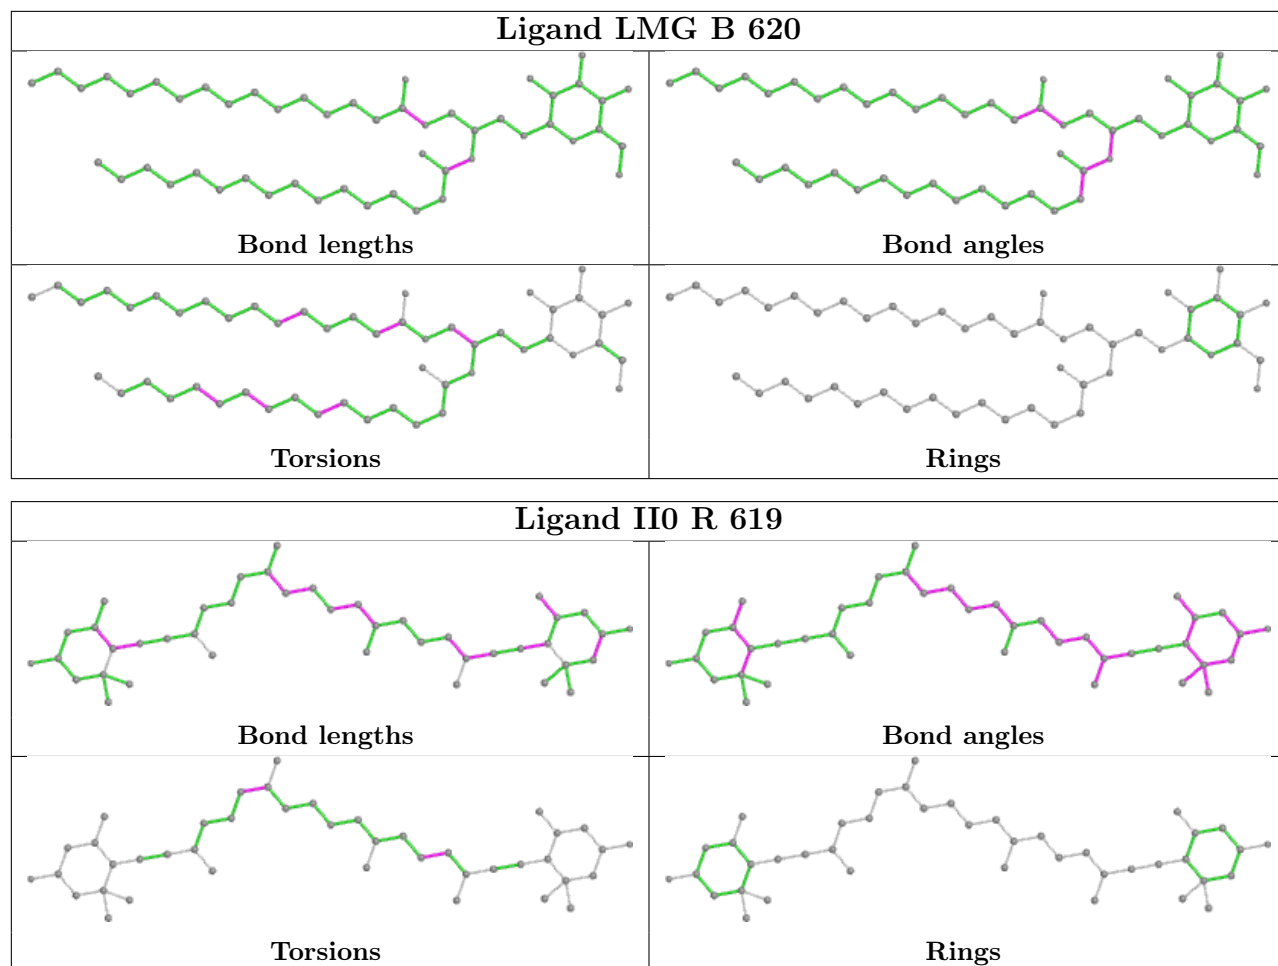 Ligand LMG B 620
Bond lengths
Bond angles
Torsions
Rings
Ligand II0 R 619
Bond lengths
Bond angles
Torsions
Rings